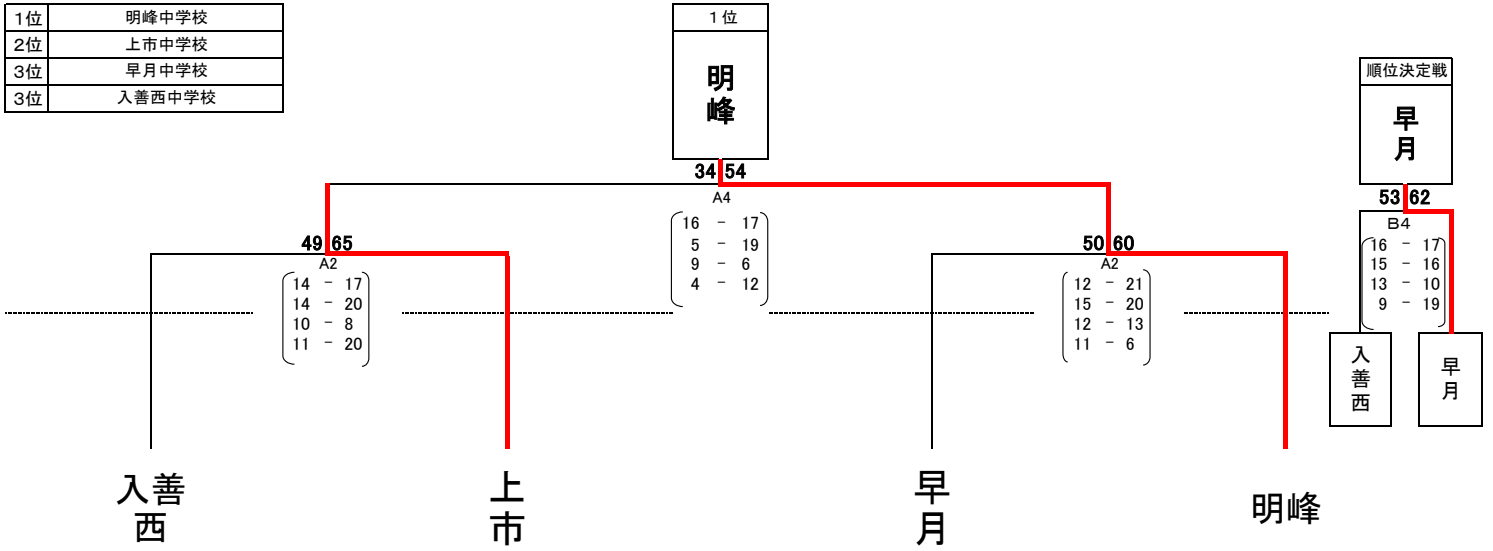 1位 明峰中学校
2位 上市中学校
3位 早月中学校
3位 入善西中学校
1位
明峰
順位決定戦
早月
34 54
A4
16 - 17
5 - 19
9 - 6
4 - 12
53 62
B4
16 - 17
15 - 16
13 - 10
9 - 19
49 65
A2
14 - 17
14 - 20
10 - 8
11 - 20
50 60
A2
12 - 21
15 - 20
12 - 13
11 - 6
入善西
早月
入善西
上市
早月
明峰